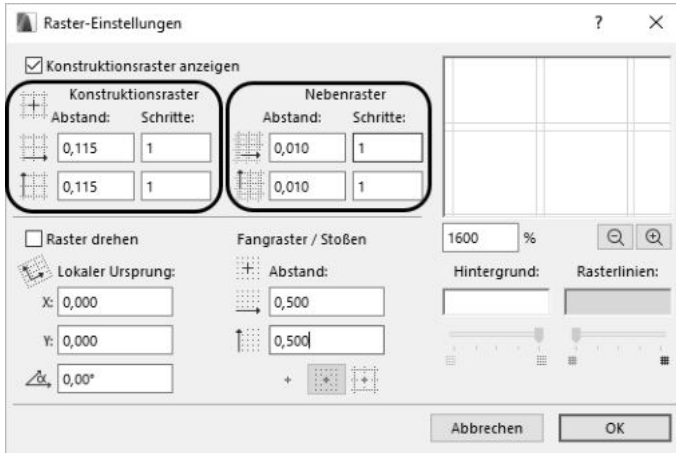 Raster-Einstellungen ? ×
Konstruktionsraster anzeigen
Konstruktionsraster
Abstand: Schritte:
0,115 1
0,115 1
Nebenraster
Abstand: Schritte:
0,010 1
0,010 1
1600 %
Raster drehen
Lokaler Ursprung:
X: 0,000
Y: 0,000
α 0,00°
Fangraster / Stoßen
Abstand:
0,500
0,500
Hintergrund: Rasterlinien:
Abbrechen OK